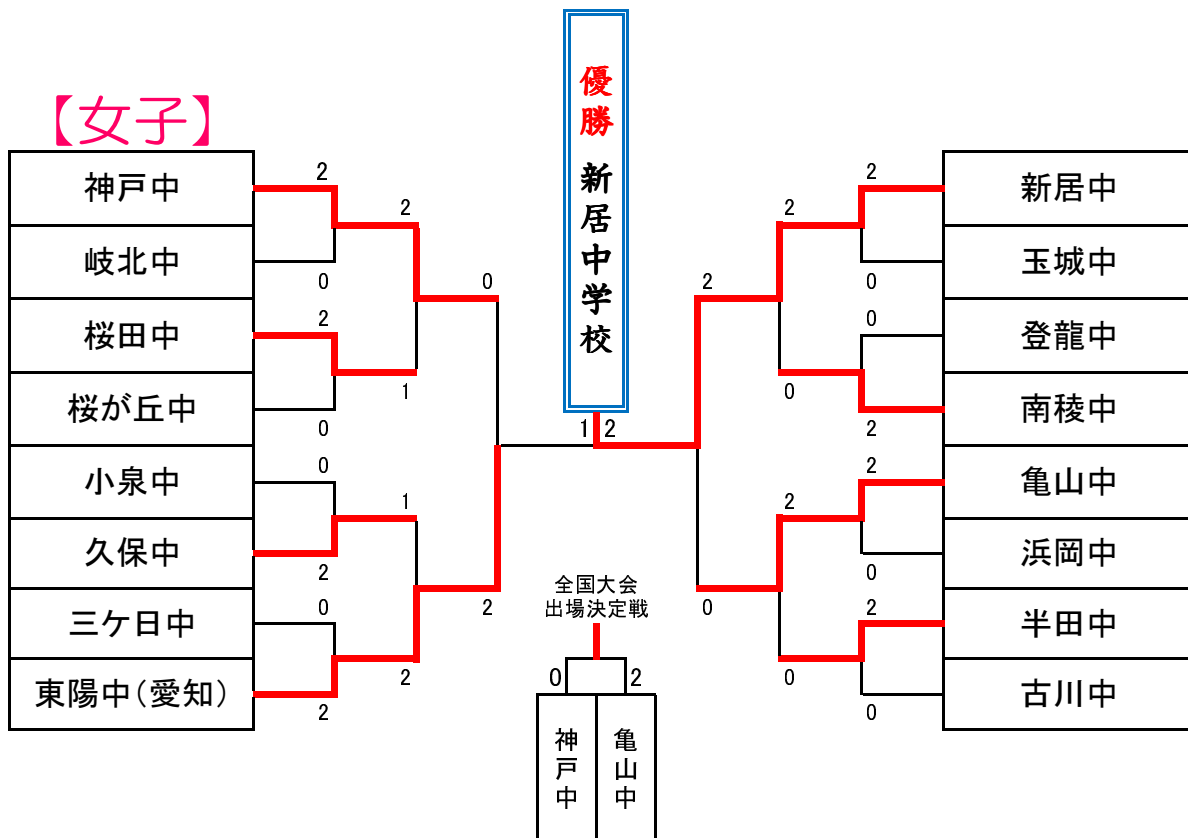 優勝 新居中学校
【女子】
神戸中
岐北中
桜田中
桜が丘中
小泉中
久保中
三ケ日中
東陽中(愛知)
2
0
2
0
0
2
0
2
2
1
1
2
0
2
1 2
新居中
玉城中
登龍中
南稜中
亀山中
浜岡中
半田中
古川中
2
0
0
2
2
0
2
0
2
0
2
0
2
0
全国大会
出場決定戦
0 2
神戸中
亀山中